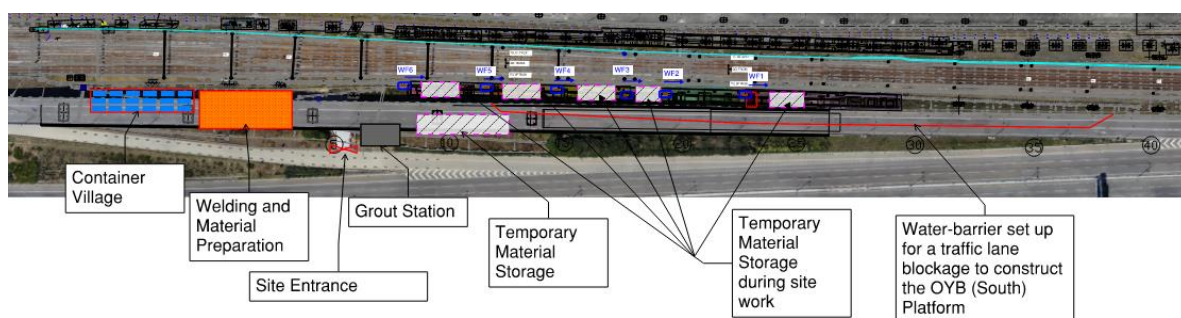 WF6
WF5
WF4
WF3
WF2
WF1
10
30
35
40
Container
Village
Welding and
Material
Preparation
Site Entrance
Grout Station
Temporary
Material
Storage
Temporary
Material
Storage
during site
work
Water-barrier set up
for a traffic lane
blockage to construct
the OYB (South)
Platform